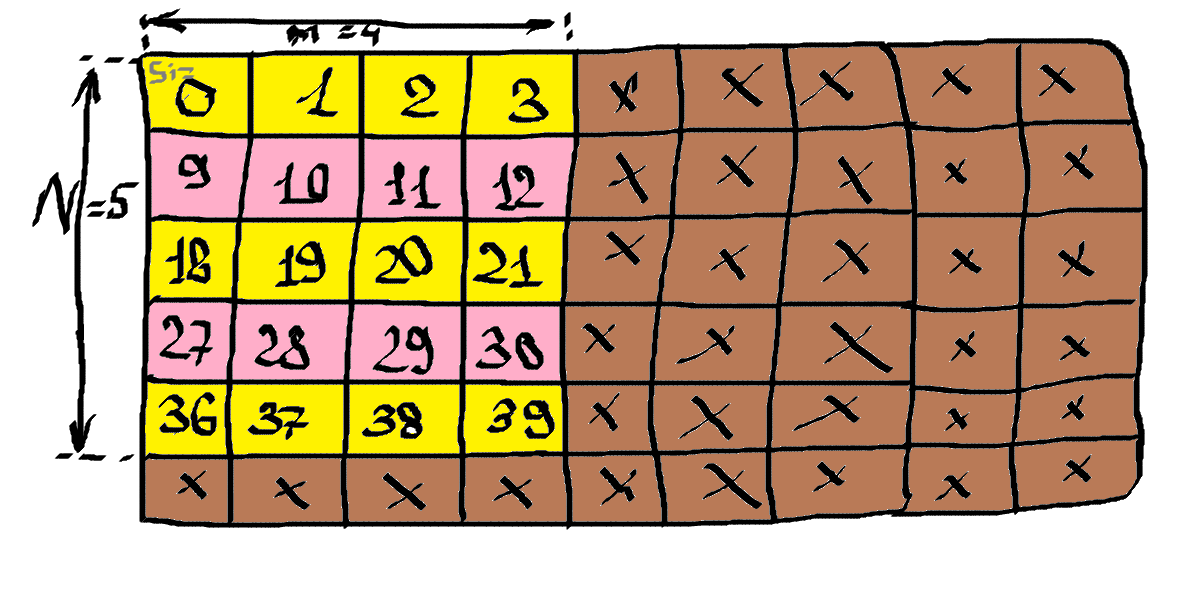 m = 4
Siz
0 1 2 3 x x x x x
9 10 11 12 x x x x x
N=5
18 19 20 21 x x x x x
27 28 29 30 x x x x x
36 37 38 39 x x x x x
x x x x x x x x x